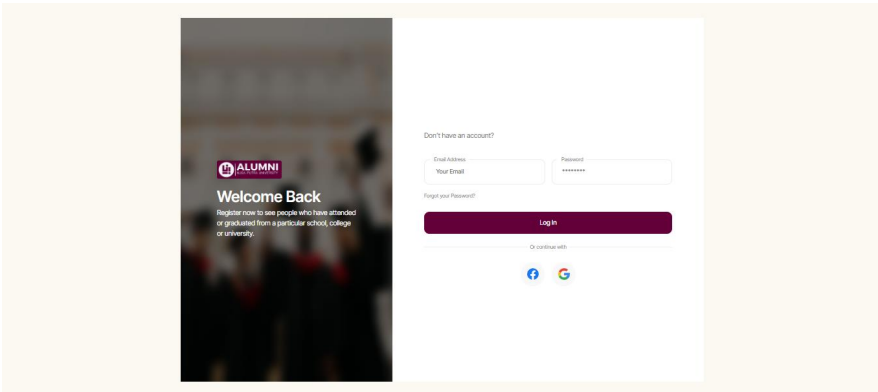 ALUMNI
Welcome Back
Register now to see people who have attended
or graduated from a particular school, college
or university.
Don't have an account?
Email Address
Your Email
Password
********
Forgot your Password?
Log In
Or continue with